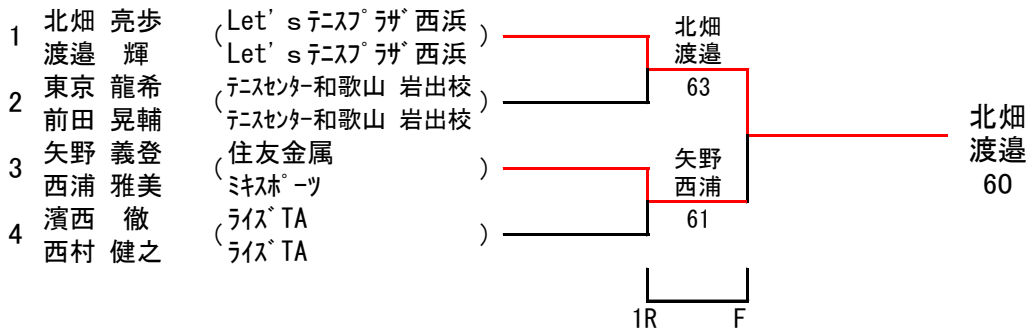 1 北畑 亮歩 (Let's ﾃﾆｽﾌﾟﾗｻﾞ西浜)
渡邉 輝 Let's ﾃﾆｽﾌﾟﾗｻﾞ西浜
2 東京 龍希 (ﾃﾆｽｾﾝﾀｰ和歌山 岩出校)
前田 晃輔 ﾃﾆｽｾﾝﾀｰ和歌山 岩出校
3 矢野 義登 (住友金属)
西浦 雅美 ﾐｷｽﾎﾟｰﾂ
4 濱西 徹 (ﾗｲｽﾞTA)
西村 健之 ﾗｲｽﾞTA
北畑
渡邉
63
矢野
西浦
61
北畑
渡邉
60
1R F